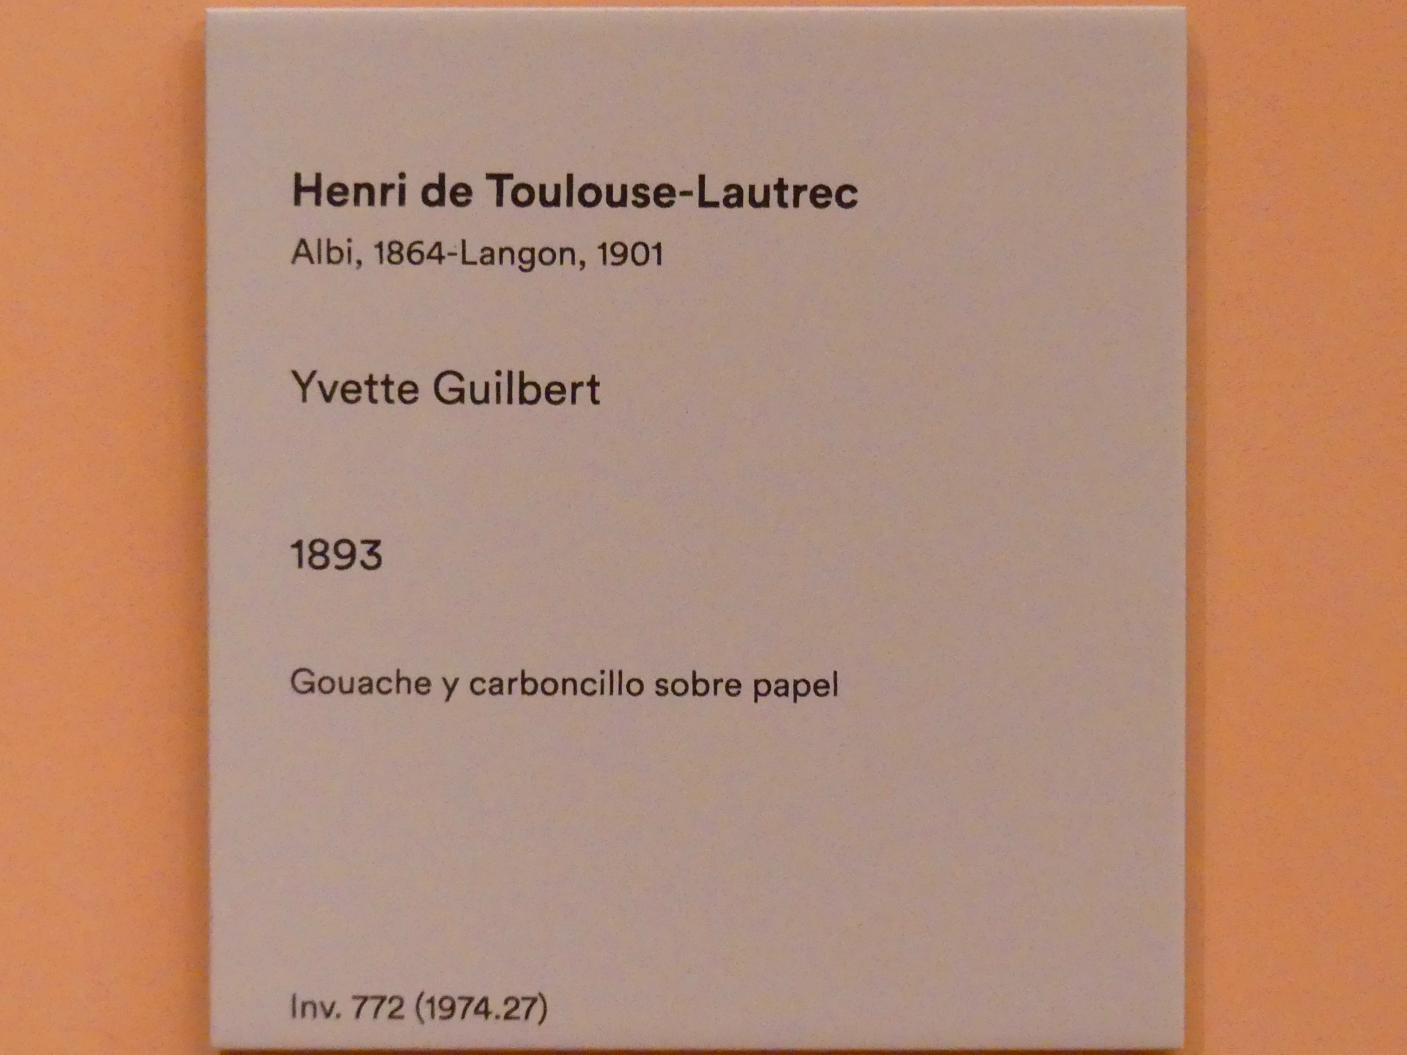 Henri de Toulouse-Lautrec
Albi, 1864-Langon, 1901
Yvette Guilbert
1893
Gouache y carboncillo sobre papel
Inv. 772 (1974.27)